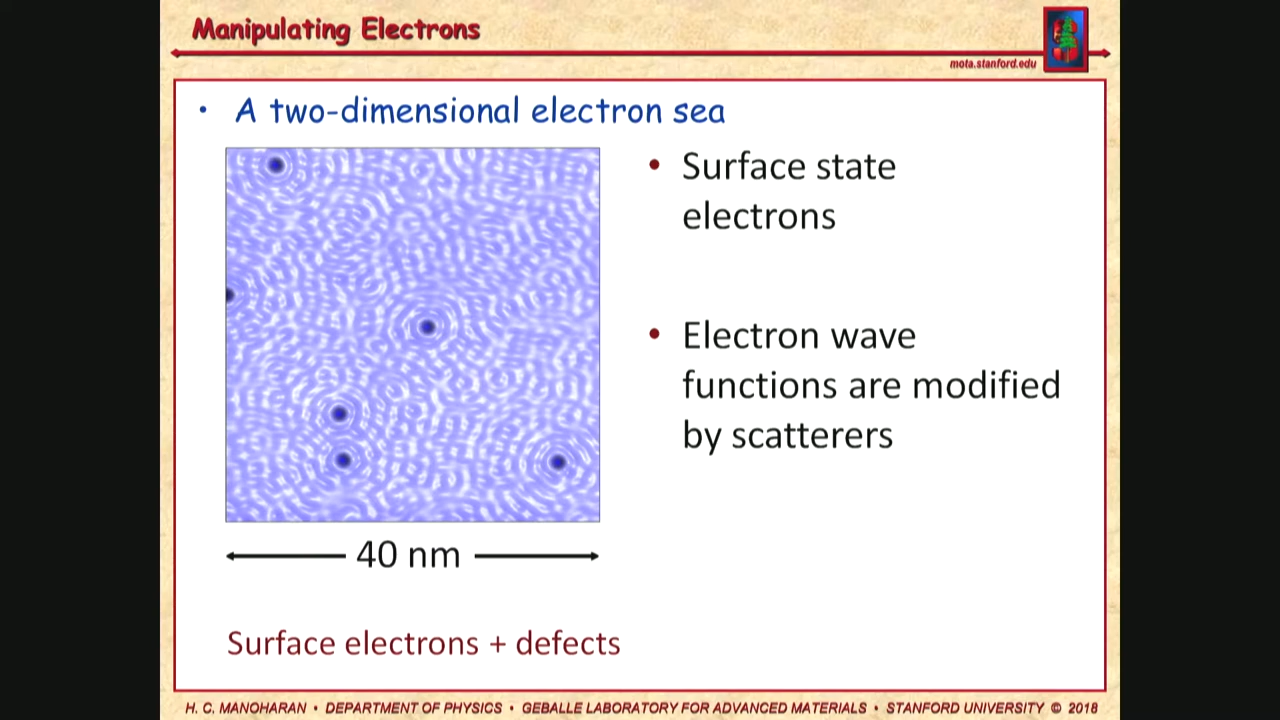 Manipulating Electrons
mota.stanford.edu
• A two-dimensional electron sea
• Surface state
electrons
• Electron wave
functions are modified
by scatterers
40 nm
Surface electrons + defects
H. C. MANOHARAN • DEPARTMENT OF PHYSICS • GEBALLE LABORATORY FOR ADVANCED MATERIALS • STANFORD UNIVERSITY © 2018